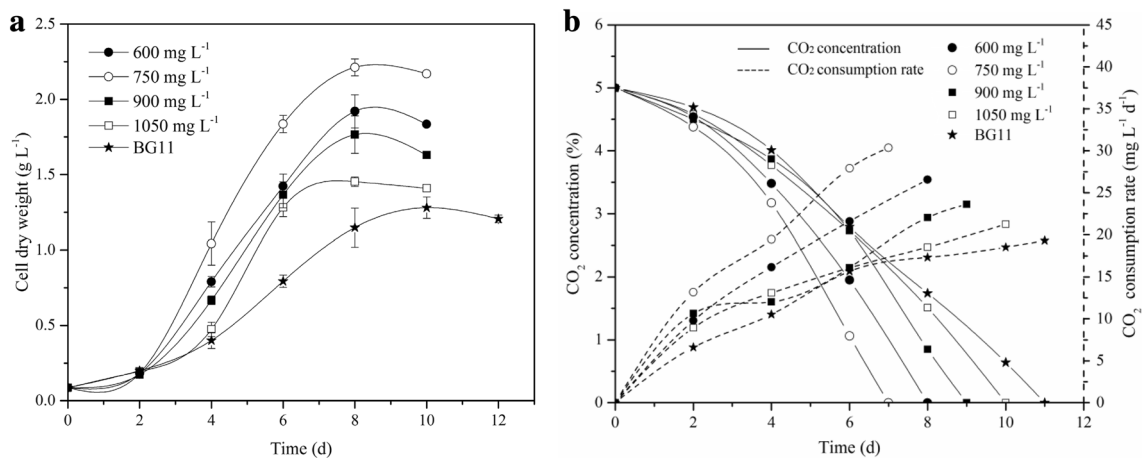 a
2.5
2.0
1.5
1.0
0.5
0.0
Cell dry weight (g L-1)
600 mg L-1
750 mg L-1
900 mg L-1
1050 mg L-1
BG11
0 2 4 6 8 10 12
Time (d)
b
6
5
4
3
2
1
0
CO2 concentration (%)
CO2 concentration
CO2 consumption rate
600 mg L-1
750 mg L-1
900 mg L-1
1050 mg L-1
BG11
45
40
35
30
25
20
15
10
5
0
CO2 consumption rate (mg L-1 d-1)
0 2 4 6 8 10 12
Time (d)